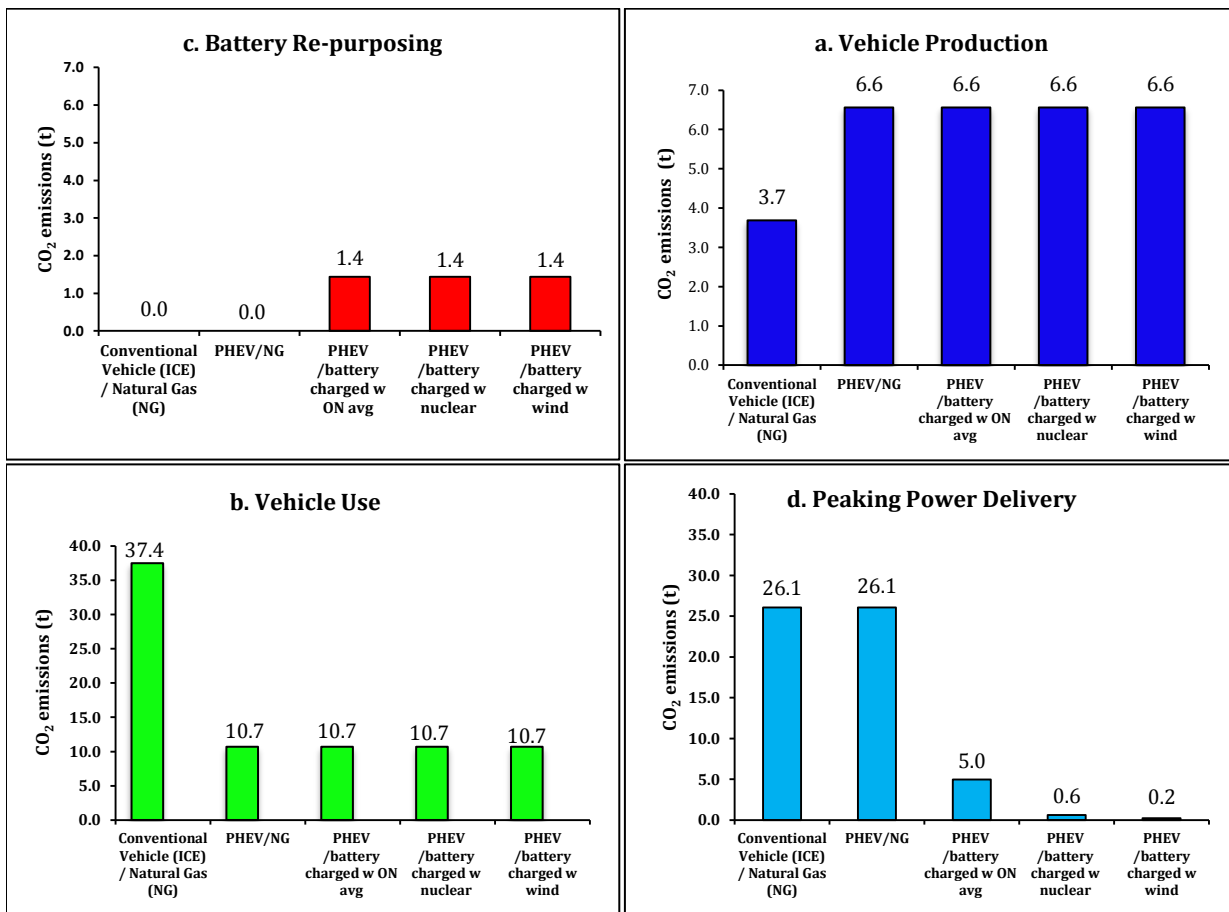 c. Battery Re-purposing
CO₂ emissions (t)
7.0
6.0
5.0
4.0
3.0
2.0
1.0
0.0
0.0
0.0
1.4
1.4
1.4
Conventional
Vehicle (ICE)
/ Natural Gas
(NG)
PHEV/NG
PHEV
/battery
charged w
ON avg
PHEV
/battery
charged w
nuclear
PHEV
/battery
charged w
wind
a. Vehicle Production
CO₂ emissions (t)
7.0
6.0
5.0
4.0
3.0
2.0
1.0
0.0
3.7
6.6
6.6
6.6
6.6
Conventional
Vehicle (ICE)
/ Natural Gas
(NG)
PHEV/NG
PHEV
/battery
charged w ON
avg
PHEV
/battery
charged w
nuclear
PHEV
/battery
charged w
wind
b. Vehicle Use
CO₂ emissions (t)
40.0
35.0
30.0
25.0
20.0
15.0
10.0
5.0
0.0
37.4
10.7
10.7
10.7
10.7
Conventional
Vehicle (ICE)
/ Natural Gas
(NG)
PHEV/NG
PHEV
/battery
charged w ON
avg
PHEV
/battery
charged w
nuclear
PHEV
/battery
charged w
wind
d. Peaking Power Delivery
CO₂ emissions (t)
40.0
35.0
30.0
25.0
20.0
15.0
10.0
5.0
0.0
26.1
26.1
5.0
0.6
0.2
Conventional
Vehicle (ICE)
/ Natural Gas
(NG)
PHEV/NG
PHEV
/battery
charged w ON
avg
PHEV
/battery
charged w
nuclear
PHEV
/battery
charged w
wind